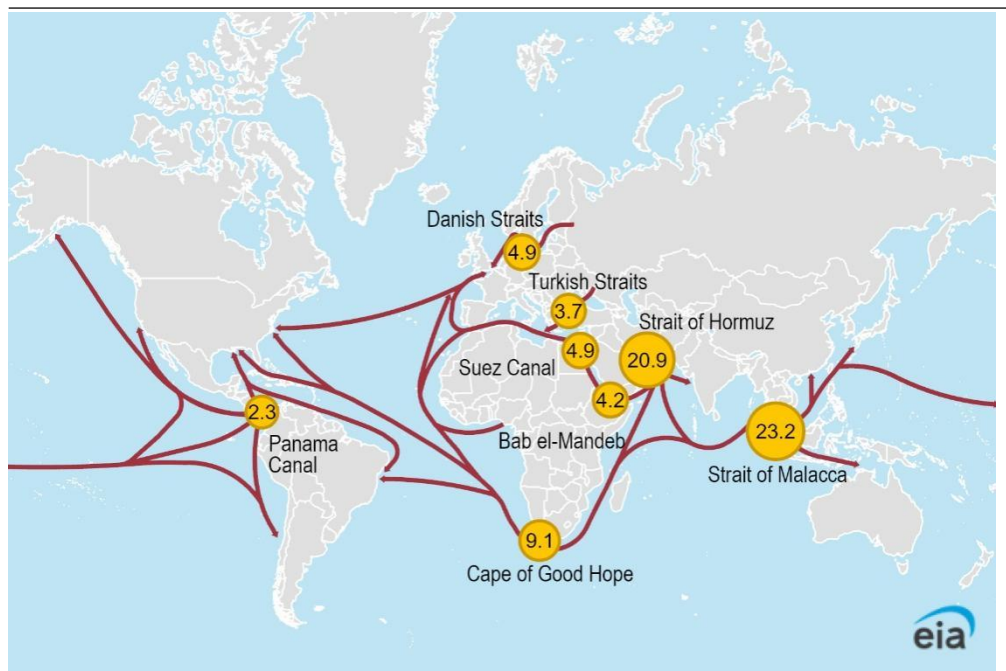 Danish Straits
4.9
Turkish Straits
3.7
Strait of Hormuz
20.9
Suez Canal
4.9
4.2
Bab el-Mandeb
2.3
Panama
Canal
23.2
Strait of Malacca
9.1
Cape of Good Hope
eia